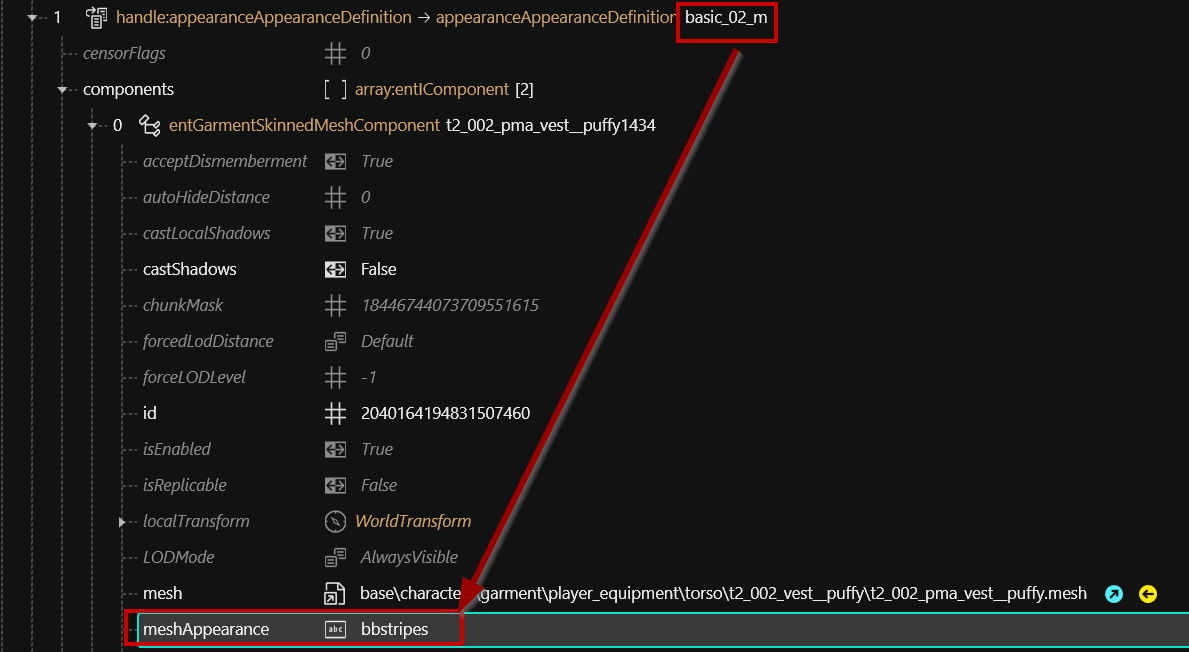 1 handle:appearanceAppearanceDefinition → appearanceAppearanceDefinition basic_02_m
censorFlags 0
components [ ] array:entIComponent [2]
0 entGarmentSkinnedMeshComponent t2_002_pma_vest__puffy1434
acceptDismemberment True
autoHideDistance 0
castLocalShadows True
castShadows False
chunkMask 18446744073709551615
forcedLodDistance Default
forceLODLevel -1
id 2040164194831507460
isEnabled True
isReplicable False
localTransform WorldTransform
LODMode AlwaysVisible
mesh base\characters\garment\player_equipment\torso\t2_002_vest__puffy\t2_002_pma_vest__puffy.mesh
meshAppearance abc bbstripes